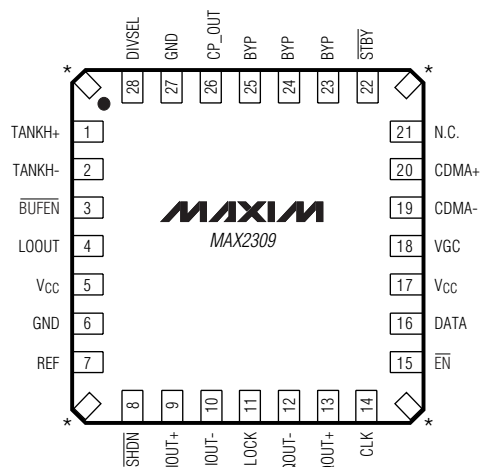 DIVSEL
GND
CP_OUT
BYP
BYP
BYP
STBY
* *
28 27 26 25 24 23 22
TANKH+ 1
TANKH- 2
BUFEN 3
LOOUT 4
VCC 5
GND 6
REF 7
MAXIM
MAX2309
21 N.C.
20 CDMA+
19 CDMA-
18 VGC
17 VCC
16 DATA
15 EN
8 9 10 11 12 13 14
* *
SHDN
IOUT+
IOUT-
LOCK
QOUT-
QOUT+
CLK